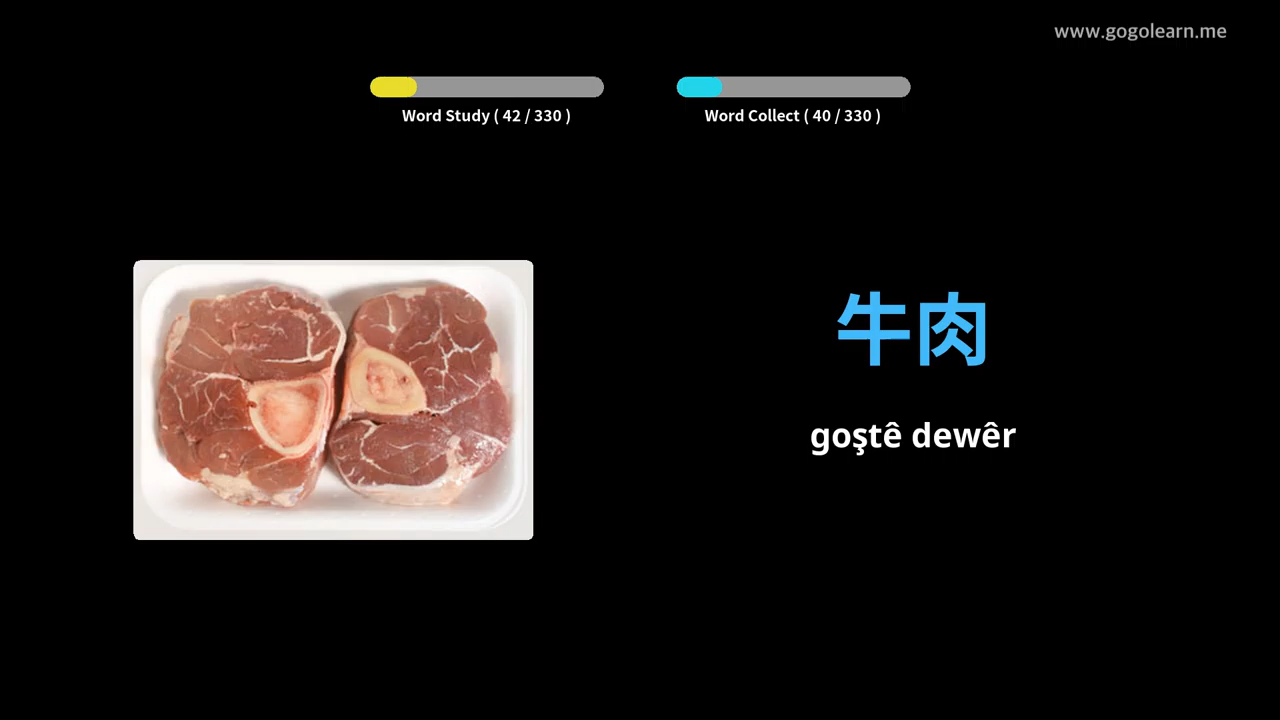 www.gogolearn.me
Word Study ( 42 / 330 )
Word Collect ( 40 / 330 )
牛肉
goştê dewêr